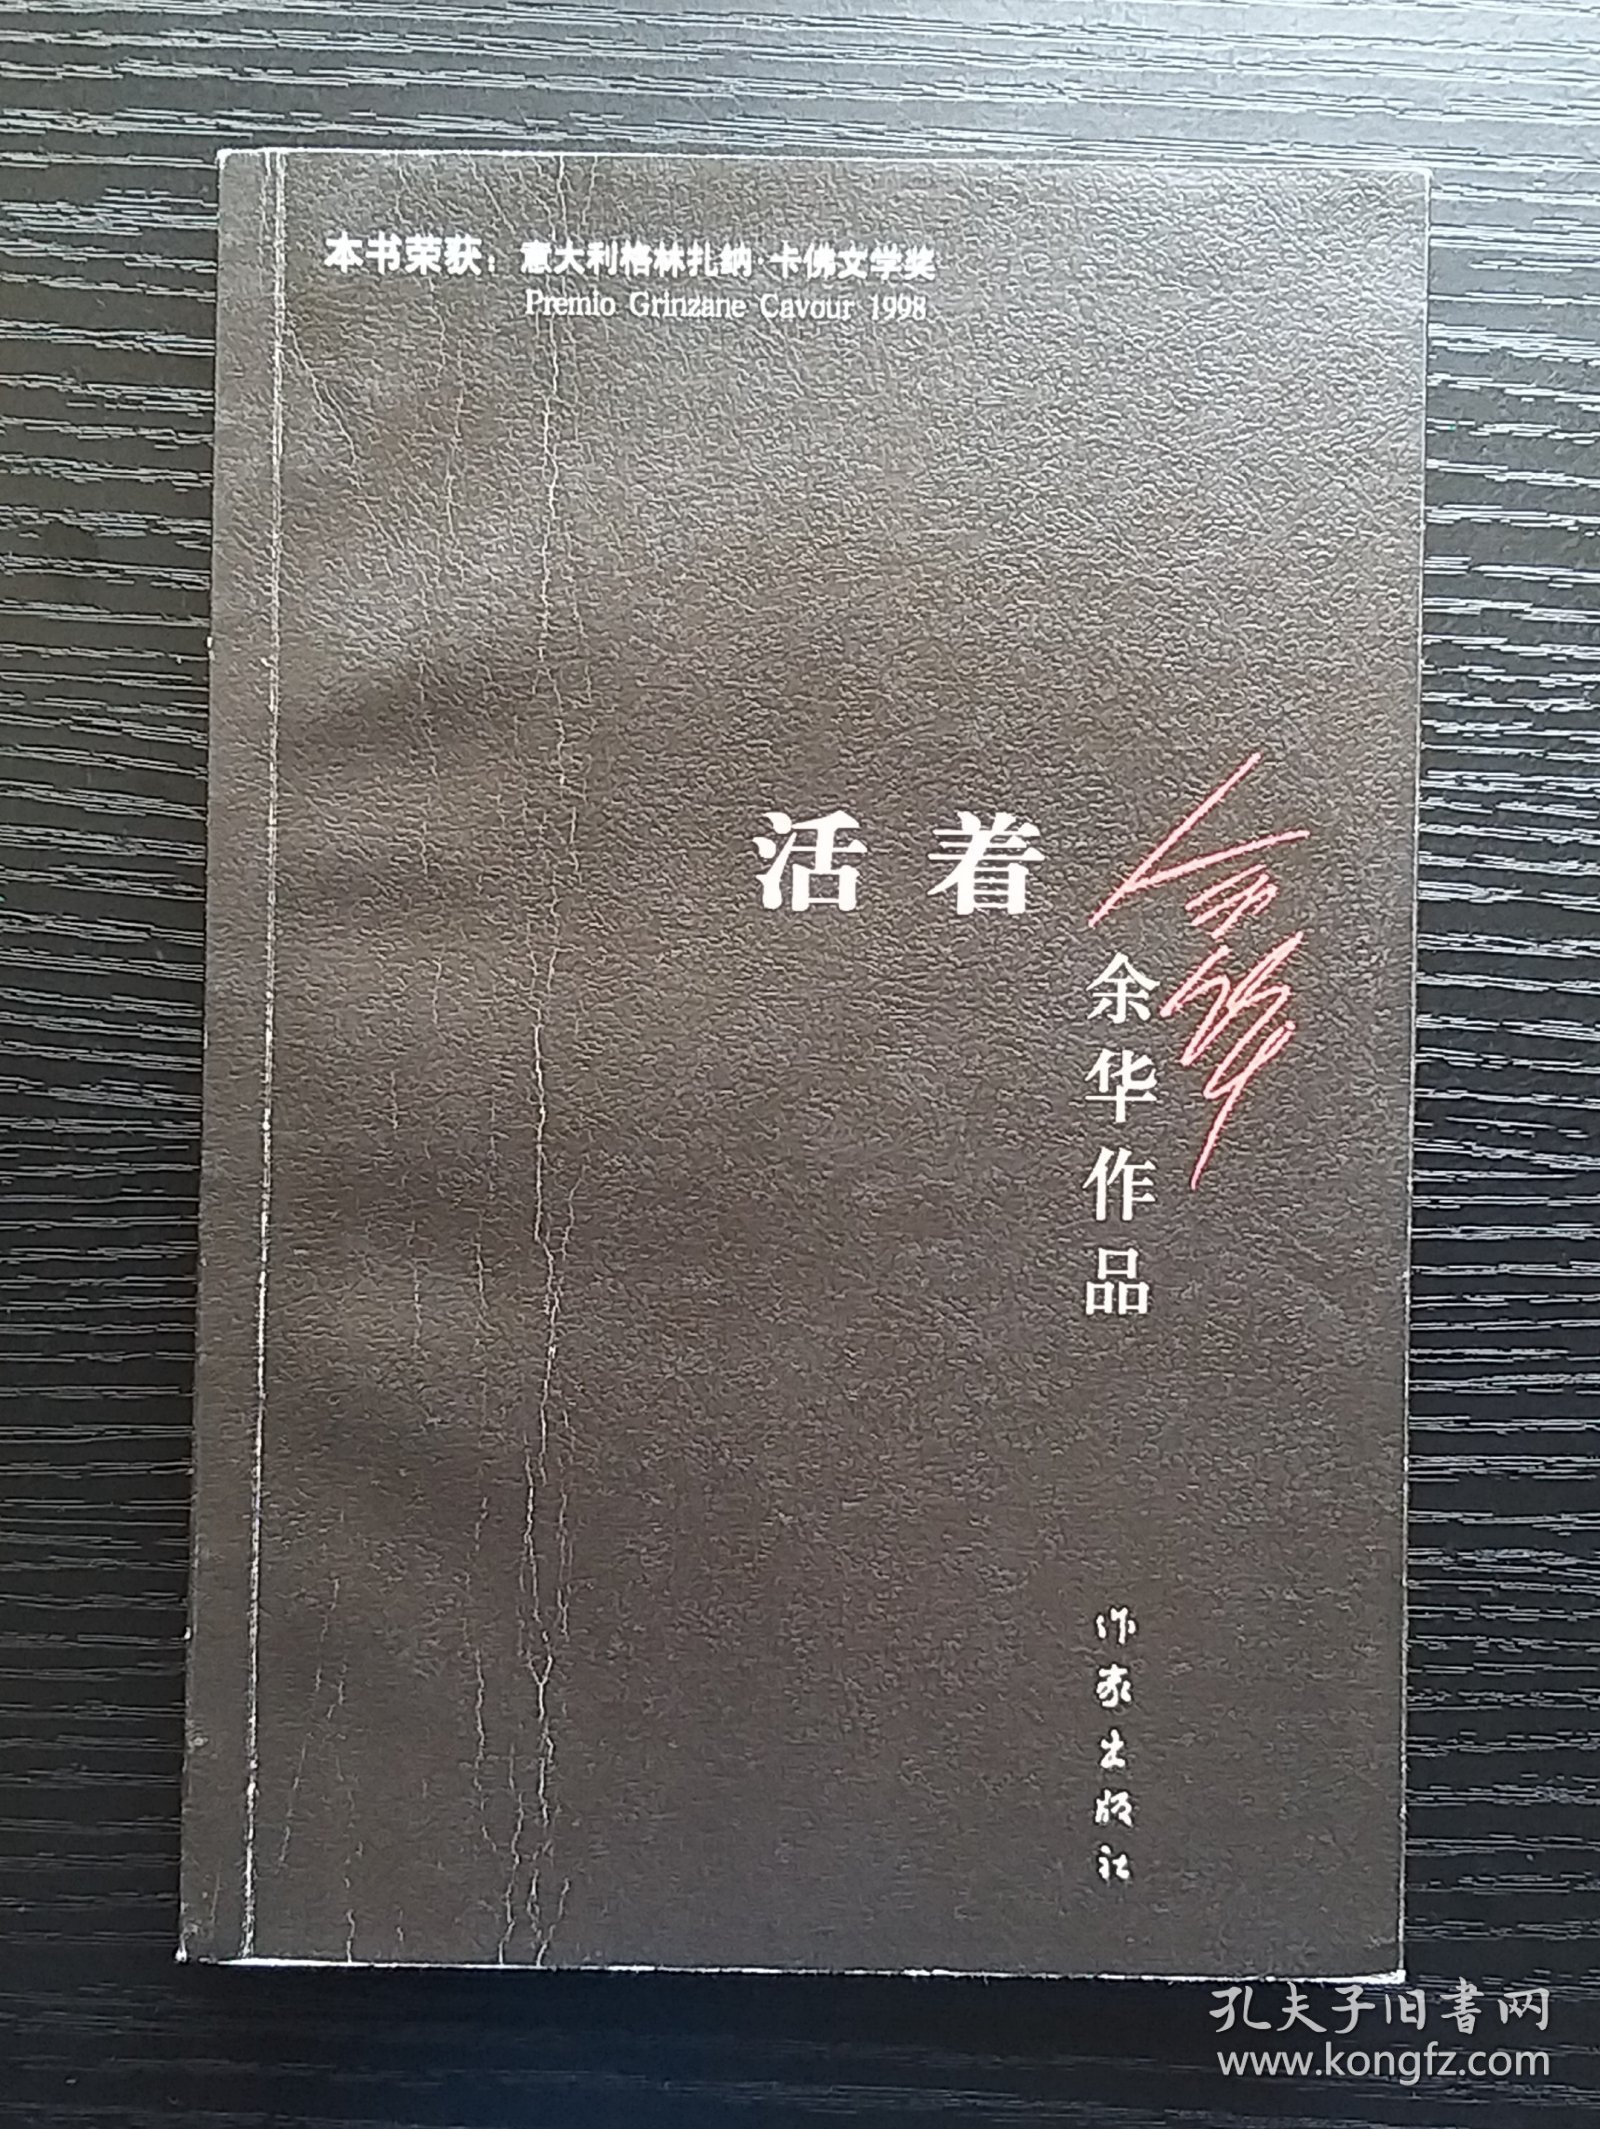 本书荣获：意大利格林扎纳·卡佛文学奖
Premio Grinzane Cavour 1998
活着
余华
余华作品
作家出版社
孔夫子旧书网
www.kongfz.com